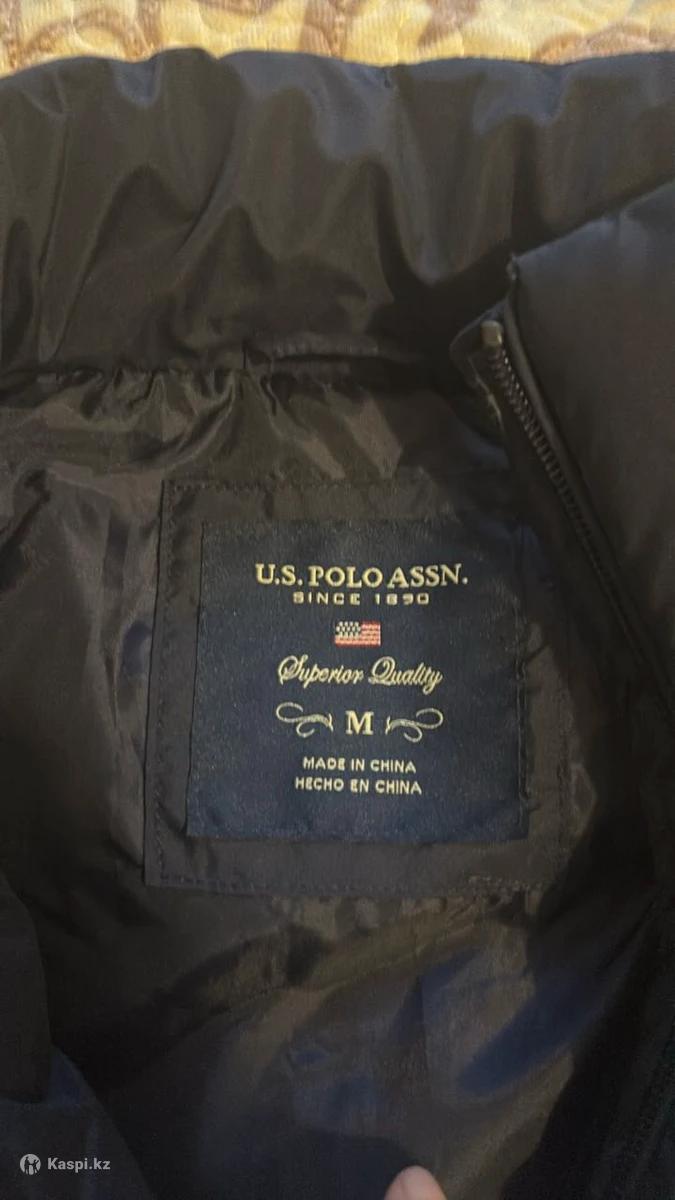 U.S. POLO ASSN.
SINCE 1890
Superior Quality
M
MADE IN CHINA
HECHO EN CHINA
Kaspi.kz